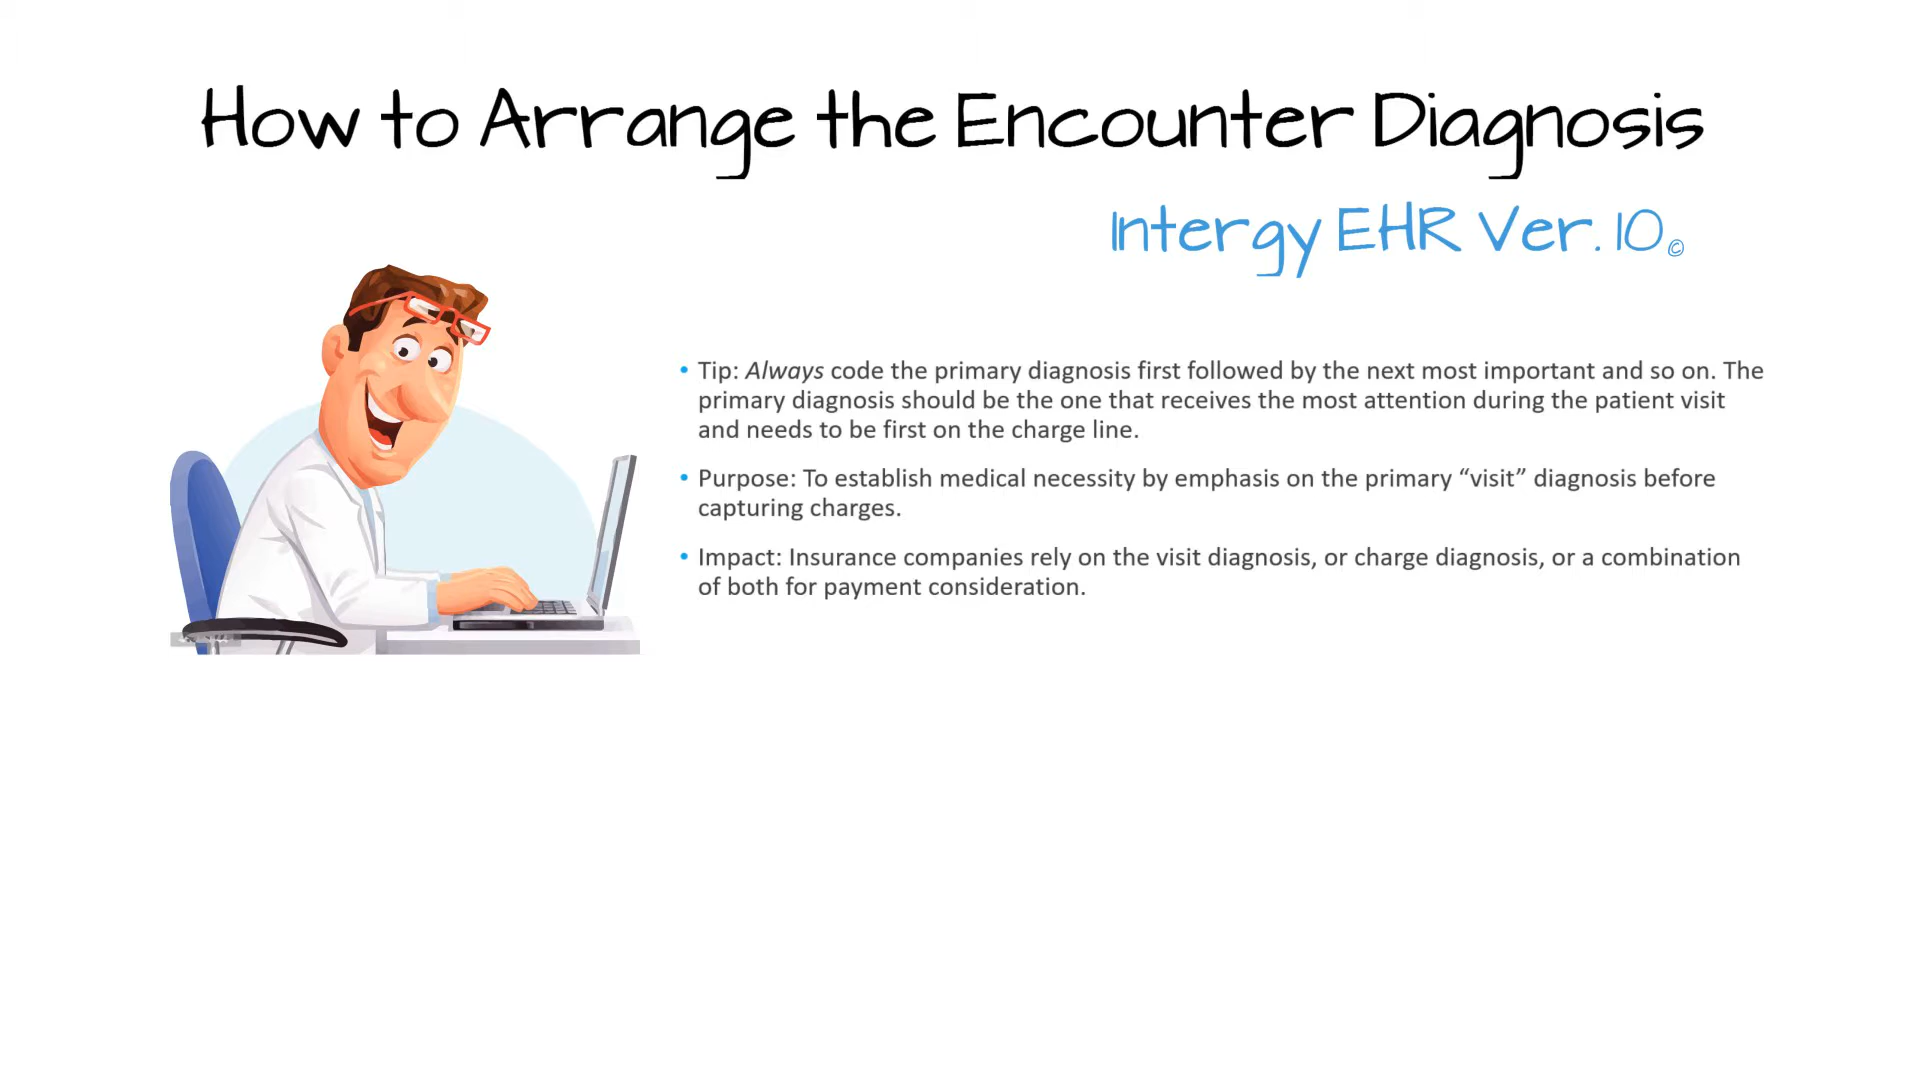 How to Arrange the Encounter Diagnosis
Intergy EHR Ver. 10©
• Tip: Always code the primary diagnosis first followed by the next most important and so on. The
primary diagnosis should be the one that receives the most attention during the patient visit
and needs to be first on the charge line.
• Purpose: To establish medical necessity by emphasis on the primary “visit” diagnosis before
capturing charges.
• Impact: Insurance companies rely on the visit diagnosis, or charge diagnosis, or a combination
of both for payment consideration.